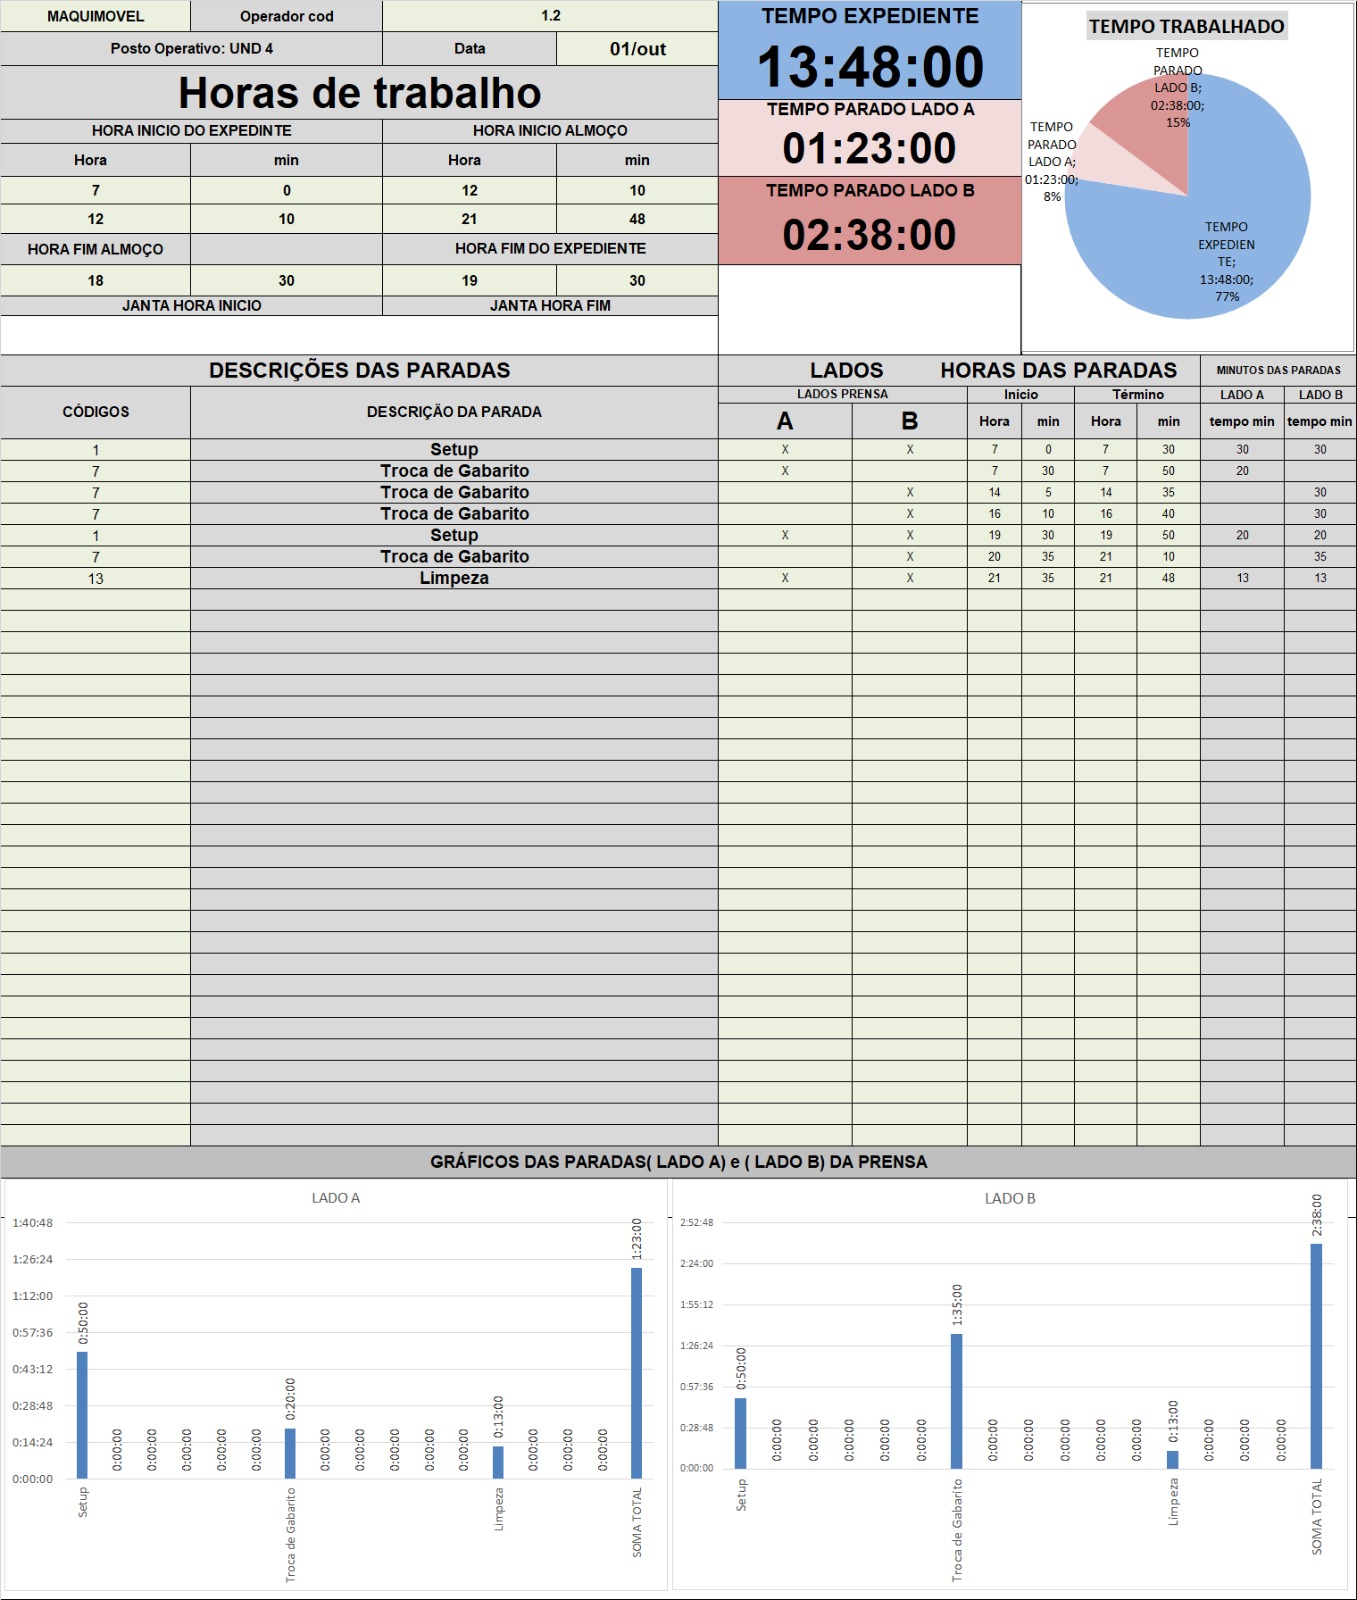 MAQUIMOVEL Operador cod 1.2
Posto Operativo: UND 4 Data 01/out
Horas de trabalho
HORA INICIO DO EXPEDINTE HORA INICIO ALMOÇO
Hora min Hora min
7 0 12 10
12 10 21 48
HORA FIM ALMOÇO HORA FIM DO EXPEDIENTE
18 30 19 30
JANTA HORA INICIO JANTA HORA FIM
TEMPO EXPEDIENTE
13:48:00
TEMPO PARADO LADO A
01:23:00
TEMPO PARADO LADO B
02:38:00
TEMPO TRABALHADO
TEMPO
PARADO
LADO B;
02:38:00;
15%
TEMPO
PARADO
LADO A;
01:23:00;
8%
TEMPO
EXPEDIEN
TE;
13:48:00;
77%
DESCRIÇÕES DAS PARADAS LADOS HORAS DAS PARADAS MINUTOS DAS PARADAS
CÓDIGOS DESCRIÇÃO DA PARADA LADOS PRENSA Início Término LADO A LADO B
A B Hora min Hora min tempo min tempo min
1 Setup X X 7 0 7 30 30 30
7 Troca de Gabarito X 7 30 7 50 20
7 Troca de Gabarito X 14 5 14 35 30
7 Troca de Gabarito X 16 10 16 40 30
1 Setup X X 19 30 19 50 20 20
7 Troca de Gabarito X 20 35 21 10 35
13 Limpeza X X 21 35 21 48 13 13
GRÁFICOS DAS PARADAS( LADO A) e ( LADO B) DA PRENSA
LADO A
1:40:48
1:26:24
1:12:00
0:57:36
0:43:12
0:28:48
0:14:24
0:00:00
0:50:00 0:00:00 0:00:00 0:00:00 0:00:00 0:00:00 0:20:00 0:00:00 0:00:00 0:00:00 0:00:00 0:00:00 0:13:00 0:00:00 0:00:00 0:00:00 1:23:00
Setup Troca de Gabarito Limpeza SOMA TOTAL
LADO B
2:52:48
2:24:00
1:55:12
1:26:24
0:57:36
0:28:48
0:00:00
0:50:00 0:00:00 0:00:00 0:00:00 0:00:00 0:00:00 1:35:00 0:00:00 0:00:00 0:00:00 0:00:00 0:00:00 0:13:00 0:00:00 0:00:00 0:00:00 2:38:00
Setup Troca de Gabarito Limpeza SOMA TOTAL